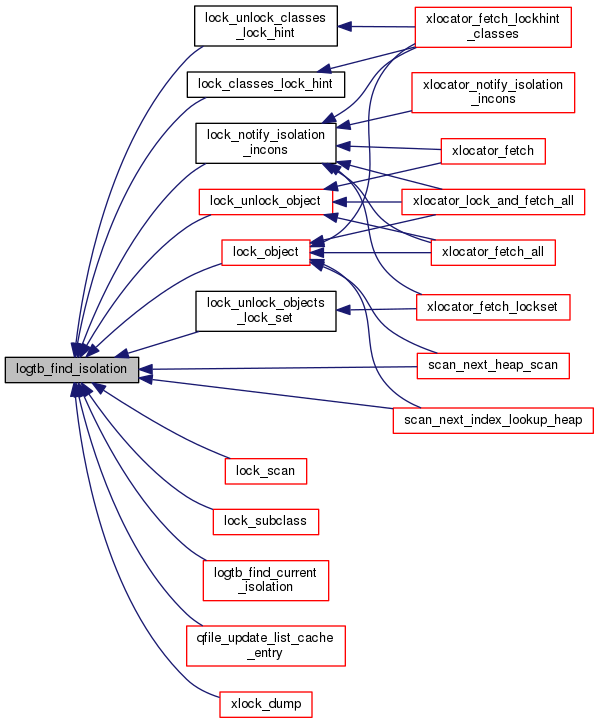 lock_unlock_classes
_lock_hint
xlocator_fetch_lockhint
_classes
lock_classes_lock_hint
xlocator_notify_isolation
_incons
lock_notify_isolation
_incons
xlocator_fetch
lock_unlock_object
xlocator_lock_and_fetch_all
lock_object
xlocator_fetch_all
lock_unlock_objects
_lock_set
xlocator_fetch_lockset
logtb_find_isolation
scan_next_heap_scan
scan_next_index_lookup_heap
lock_scan
lock_subclass
logtb_find_current
_isolation
qfile_update_list_cache
_entry
xlock_dump